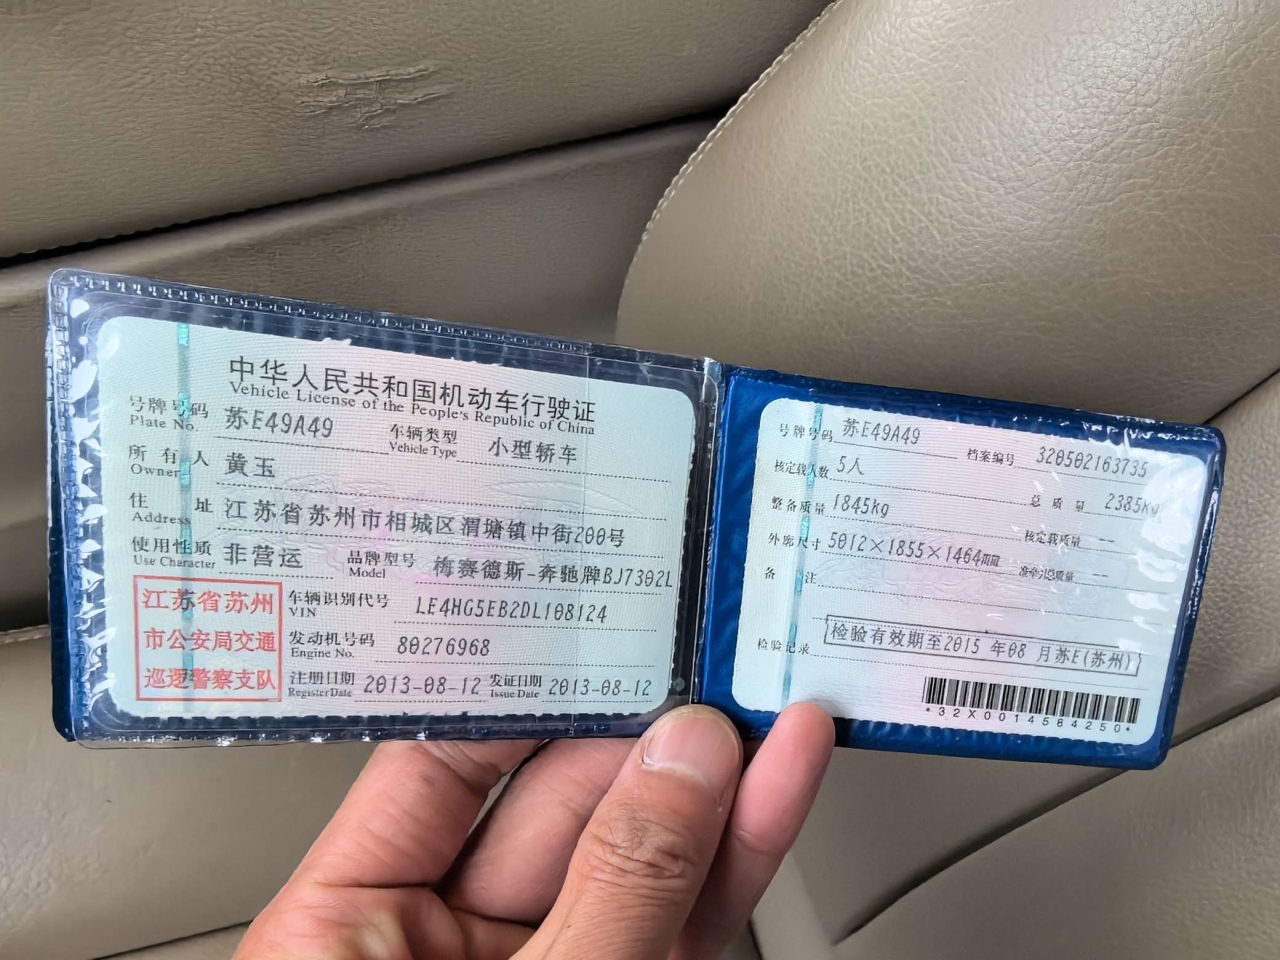 中华人民共和国机动车行驶证
Vehicle License of the People's Republic of China
号牌号码 苏E49A49 车辆类型 小型轿车
Plate No. Vehicle Type
所有人 黄玉
Owner
住址 江苏省苏州市相城区渭塘镇中街200号
Address
使用性质 非营运 品牌型号 梅赛德斯-奔驰牌BJ7302L
Use Character Model
江苏省苏州
市公安局交通
巡逻警察支队
车辆识别代号 LE4HG5EB2DL108124
VIN
发动机号码 80276968
Engine No.
注册日期 2013-08-12 发证日期 2013-08-12
Register Date Issue Date
号牌号码 苏E49A49 档案编号 320502163735
核定载人数 5人 总质量 2385kg
整备质量 1845kg 核定载质量 --
外廓尺寸 5012×1855×1464mm 准牵引总质量 --
备注
检验记录 检验有效期至2015 年08 月苏E(苏州)
*32X0014584250*